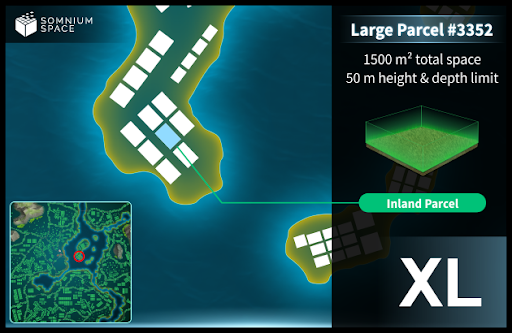 SOMNIUM
SPACE
Large Parcel #3352
1500 m² total space
50 m height & depth limit
Inland Parcel
XL